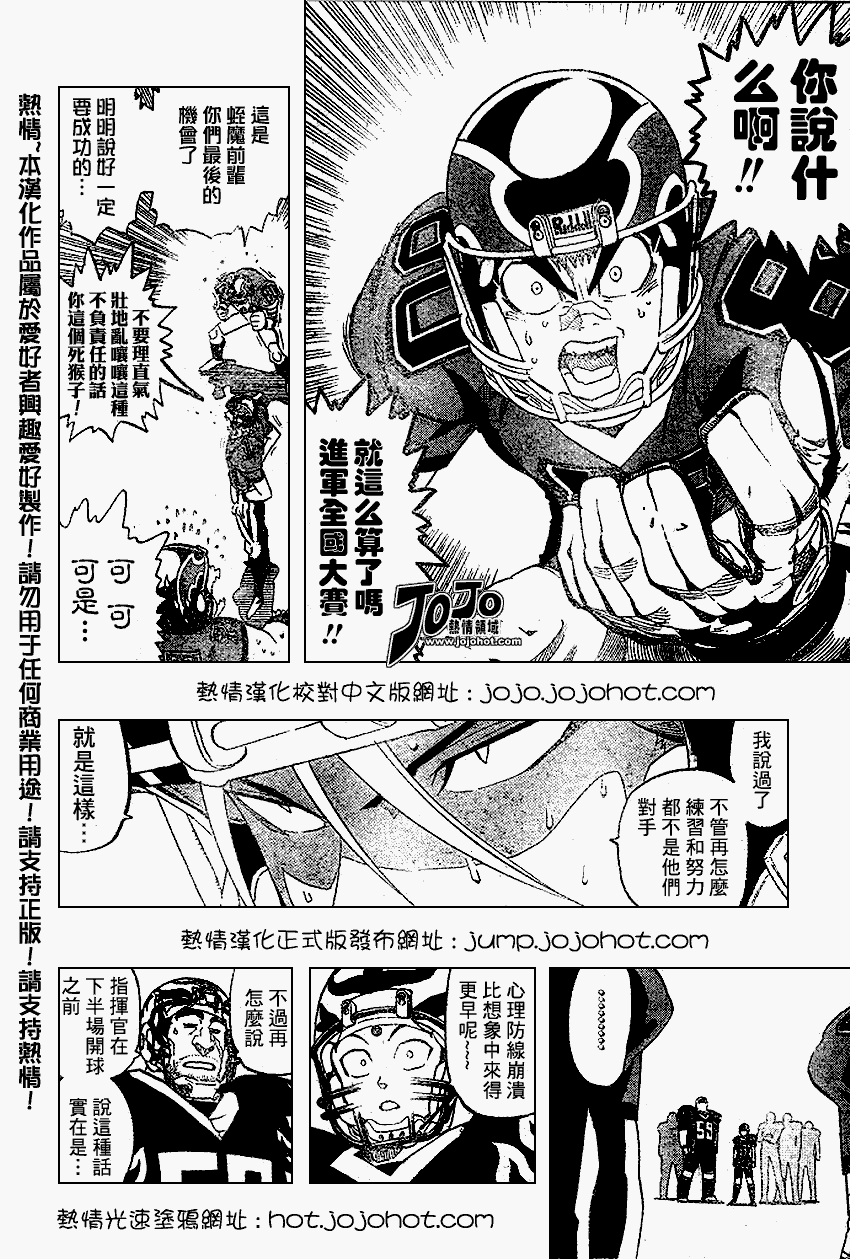 你說什
么啊!!
Riddell
就這么算了嗎
進軍全國大賽!!
JOJO
熱情領域
www.jojohot.com
這是
蛭魔前輩
你們最後的
機會了
明明說好一定
要成功的…
不要理直氣
壯地亂嚷嚷這種
不負責任的話
你這個死猴子!
可 可
可是…
熱情漢化校對中文版網址:jojo.jojohot.com
我說過了
不管再怎麼
練習和努力
都不是他們
對手
就是這樣…
熱情漢化正式版發布網址:jump.jojohot.com
59
心理防線崩潰
比想象中來得
更早呢~~
不過再
怎麼說
指揮官在
下半場開球
之前
說這種話
實在是…
熱情光速塗鴉網址:hot.jojohot.com
熱情~本漢化作品屬於愛好者興趣愛好製作!請勿用于任何商業用途!請支持正版!請支持熱情!